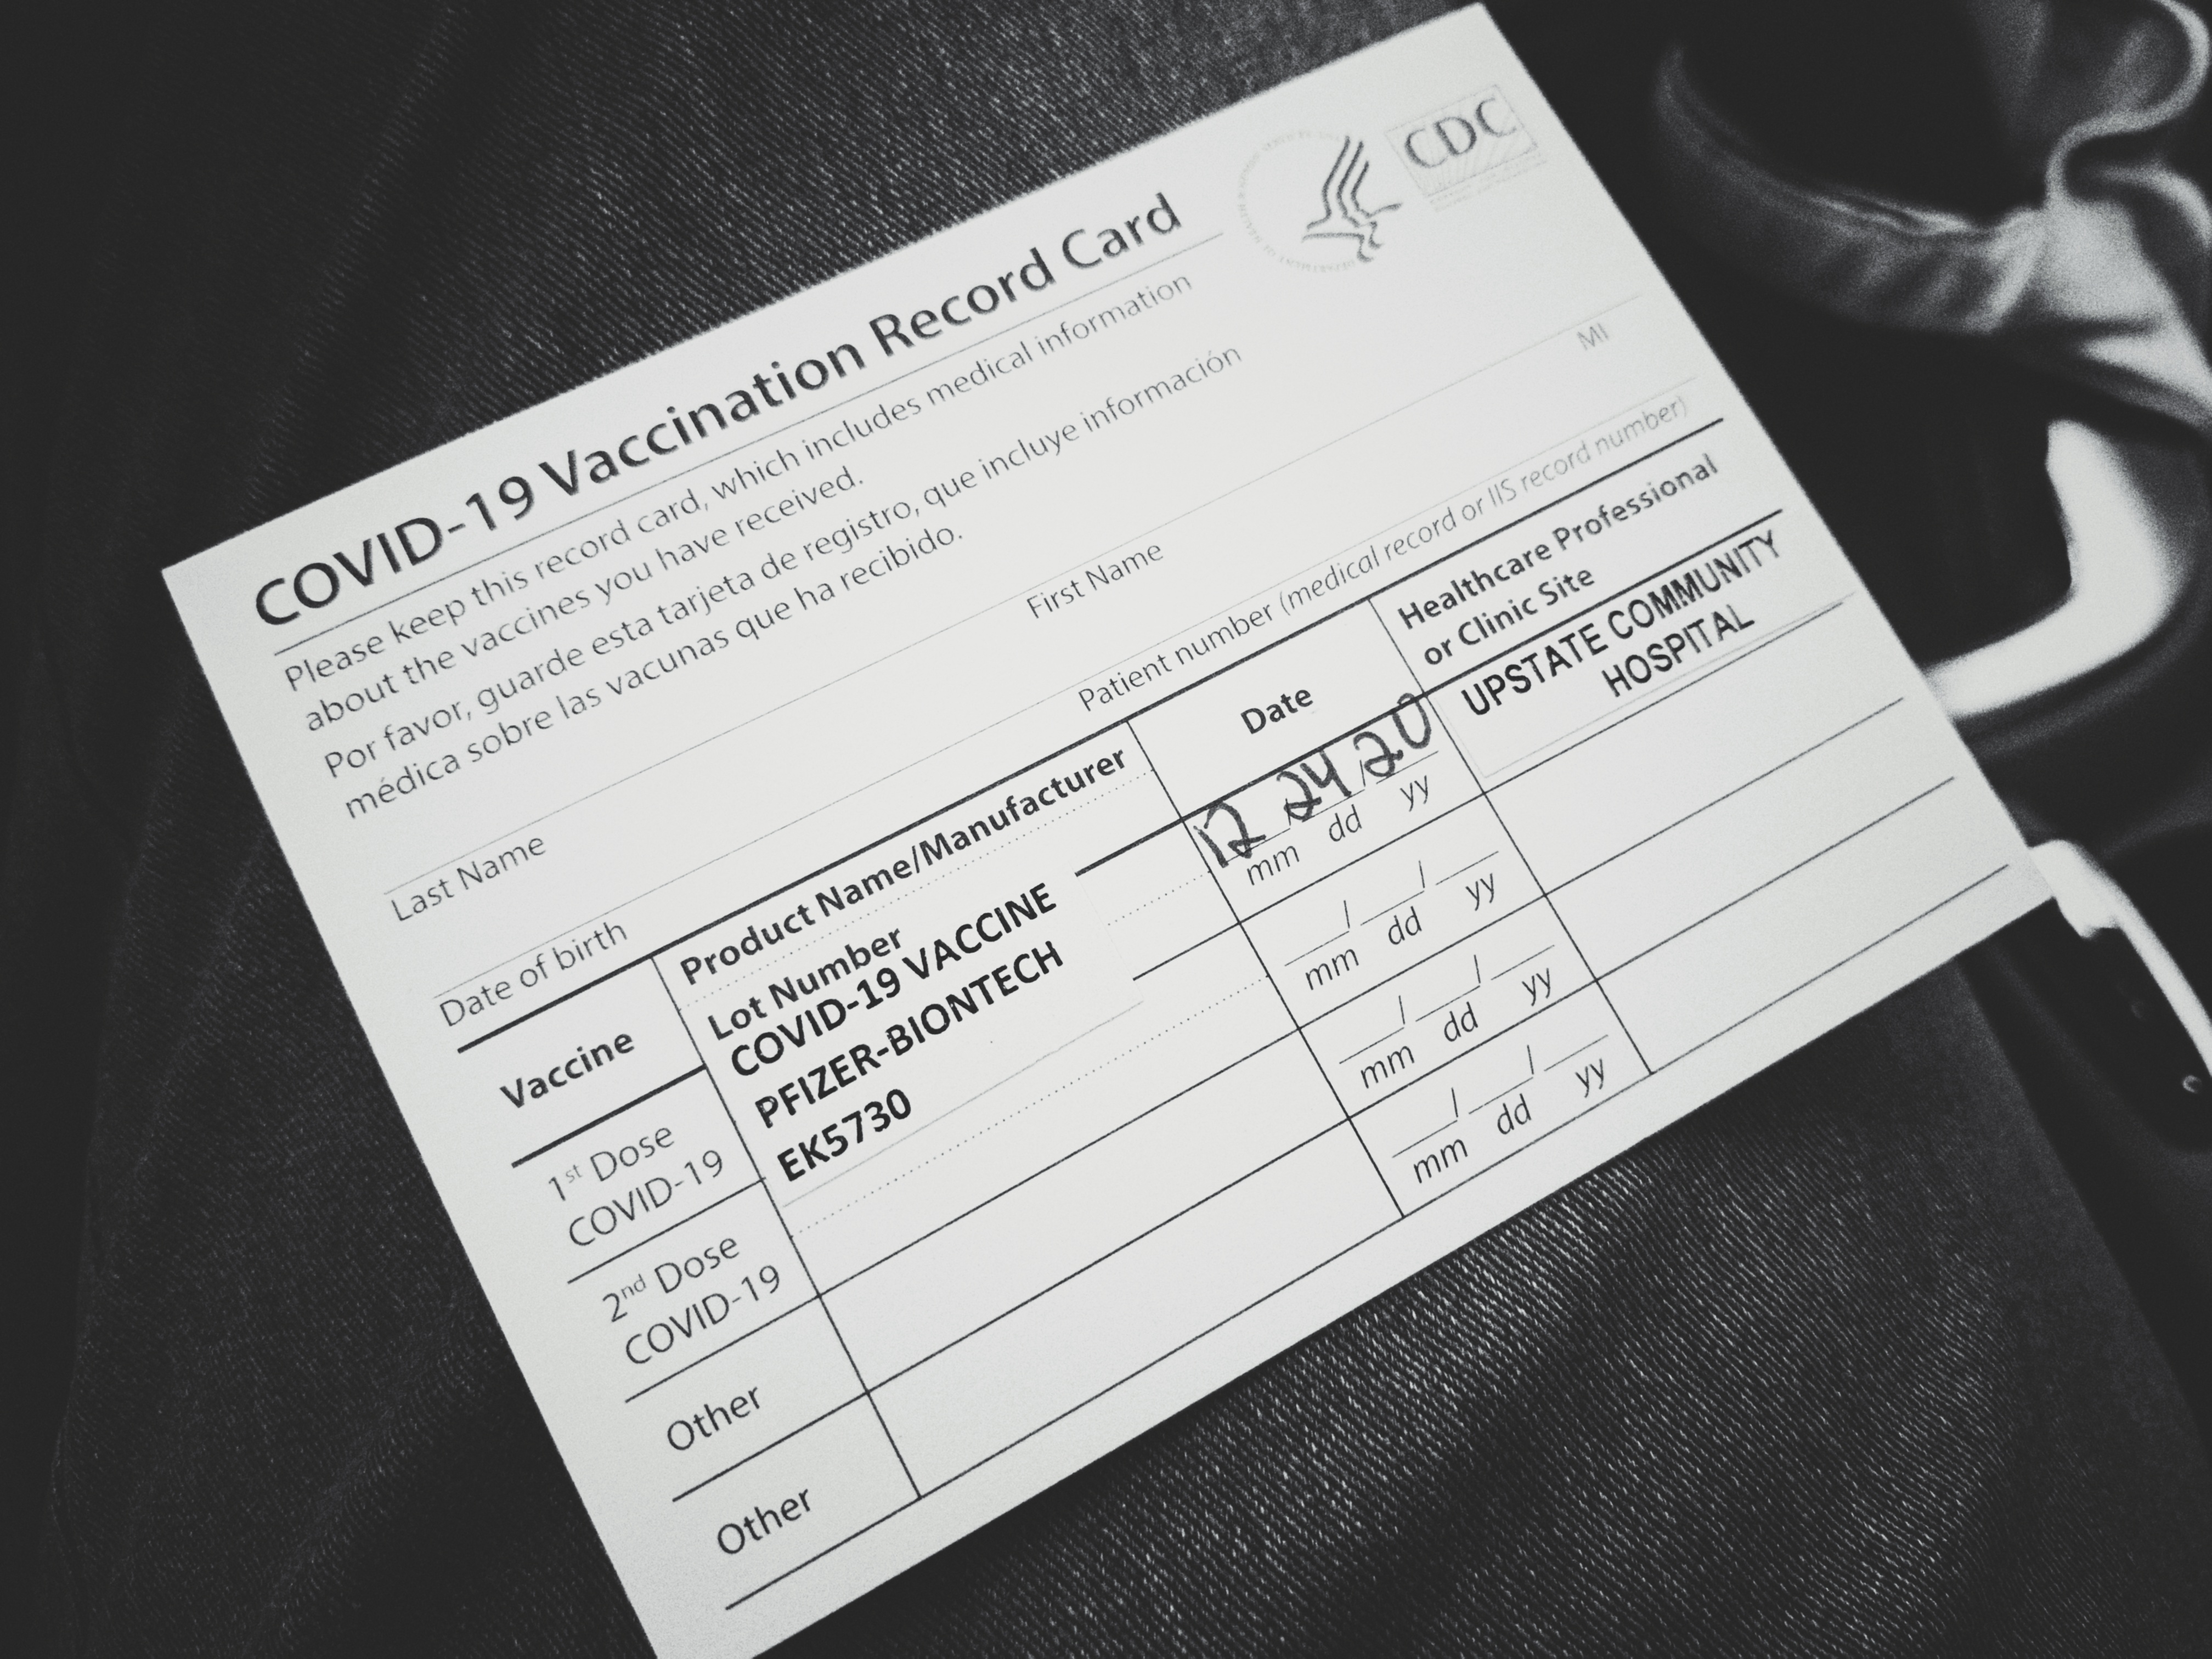 COVID-19 Vaccination Record Card
CDC
Please keep this record card, which includes medical information
about the vaccines you have received.
Por favor, guarde esta tarjeta de registro, que incluye información
médica sobre las vacunas que ha recibido.
Last Name First Name MI
Date of birth Patient number (medical record or IIS record number)
Vaccine Product Name/Manufacturer Date Healthcare Professional
Lot Number or Clinic Site
1st Dose
COVID-19
COVID-19 VACCINE
PFIZER-BIONTECH
EK5730
12/24/20
mm dd yy
UPSTATE COMMUNITY
HOSPITAL
2nd Dose
COVID-19
/ /
mm dd yy
Other
/ /
mm dd yy
Other
/ /
mm dd yy